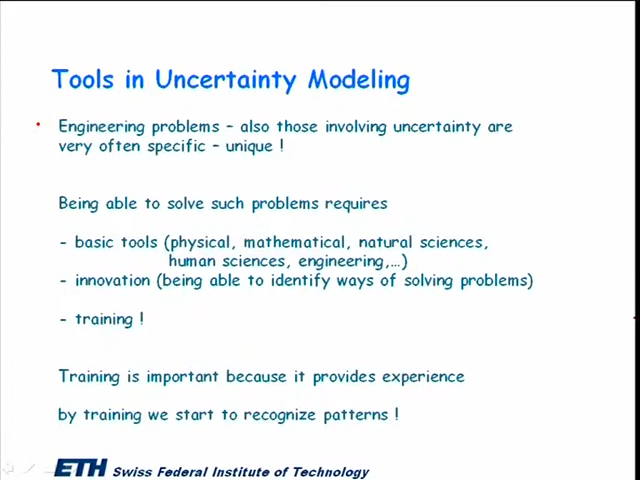 Tools in Uncertainty Modeling
• Engineering problems – also those involving uncertainty are
very often specific – unique !
Being able to solve such problems requires
- basic tools (physical, mathematical, natural sciences,
human sciences, engineering,…)
- innovation (being able to identify ways of solving problems)
- training !
Training is important because it provides experience
by training we start to recognize patterns !
ETH Swiss Federal Institute of Technology